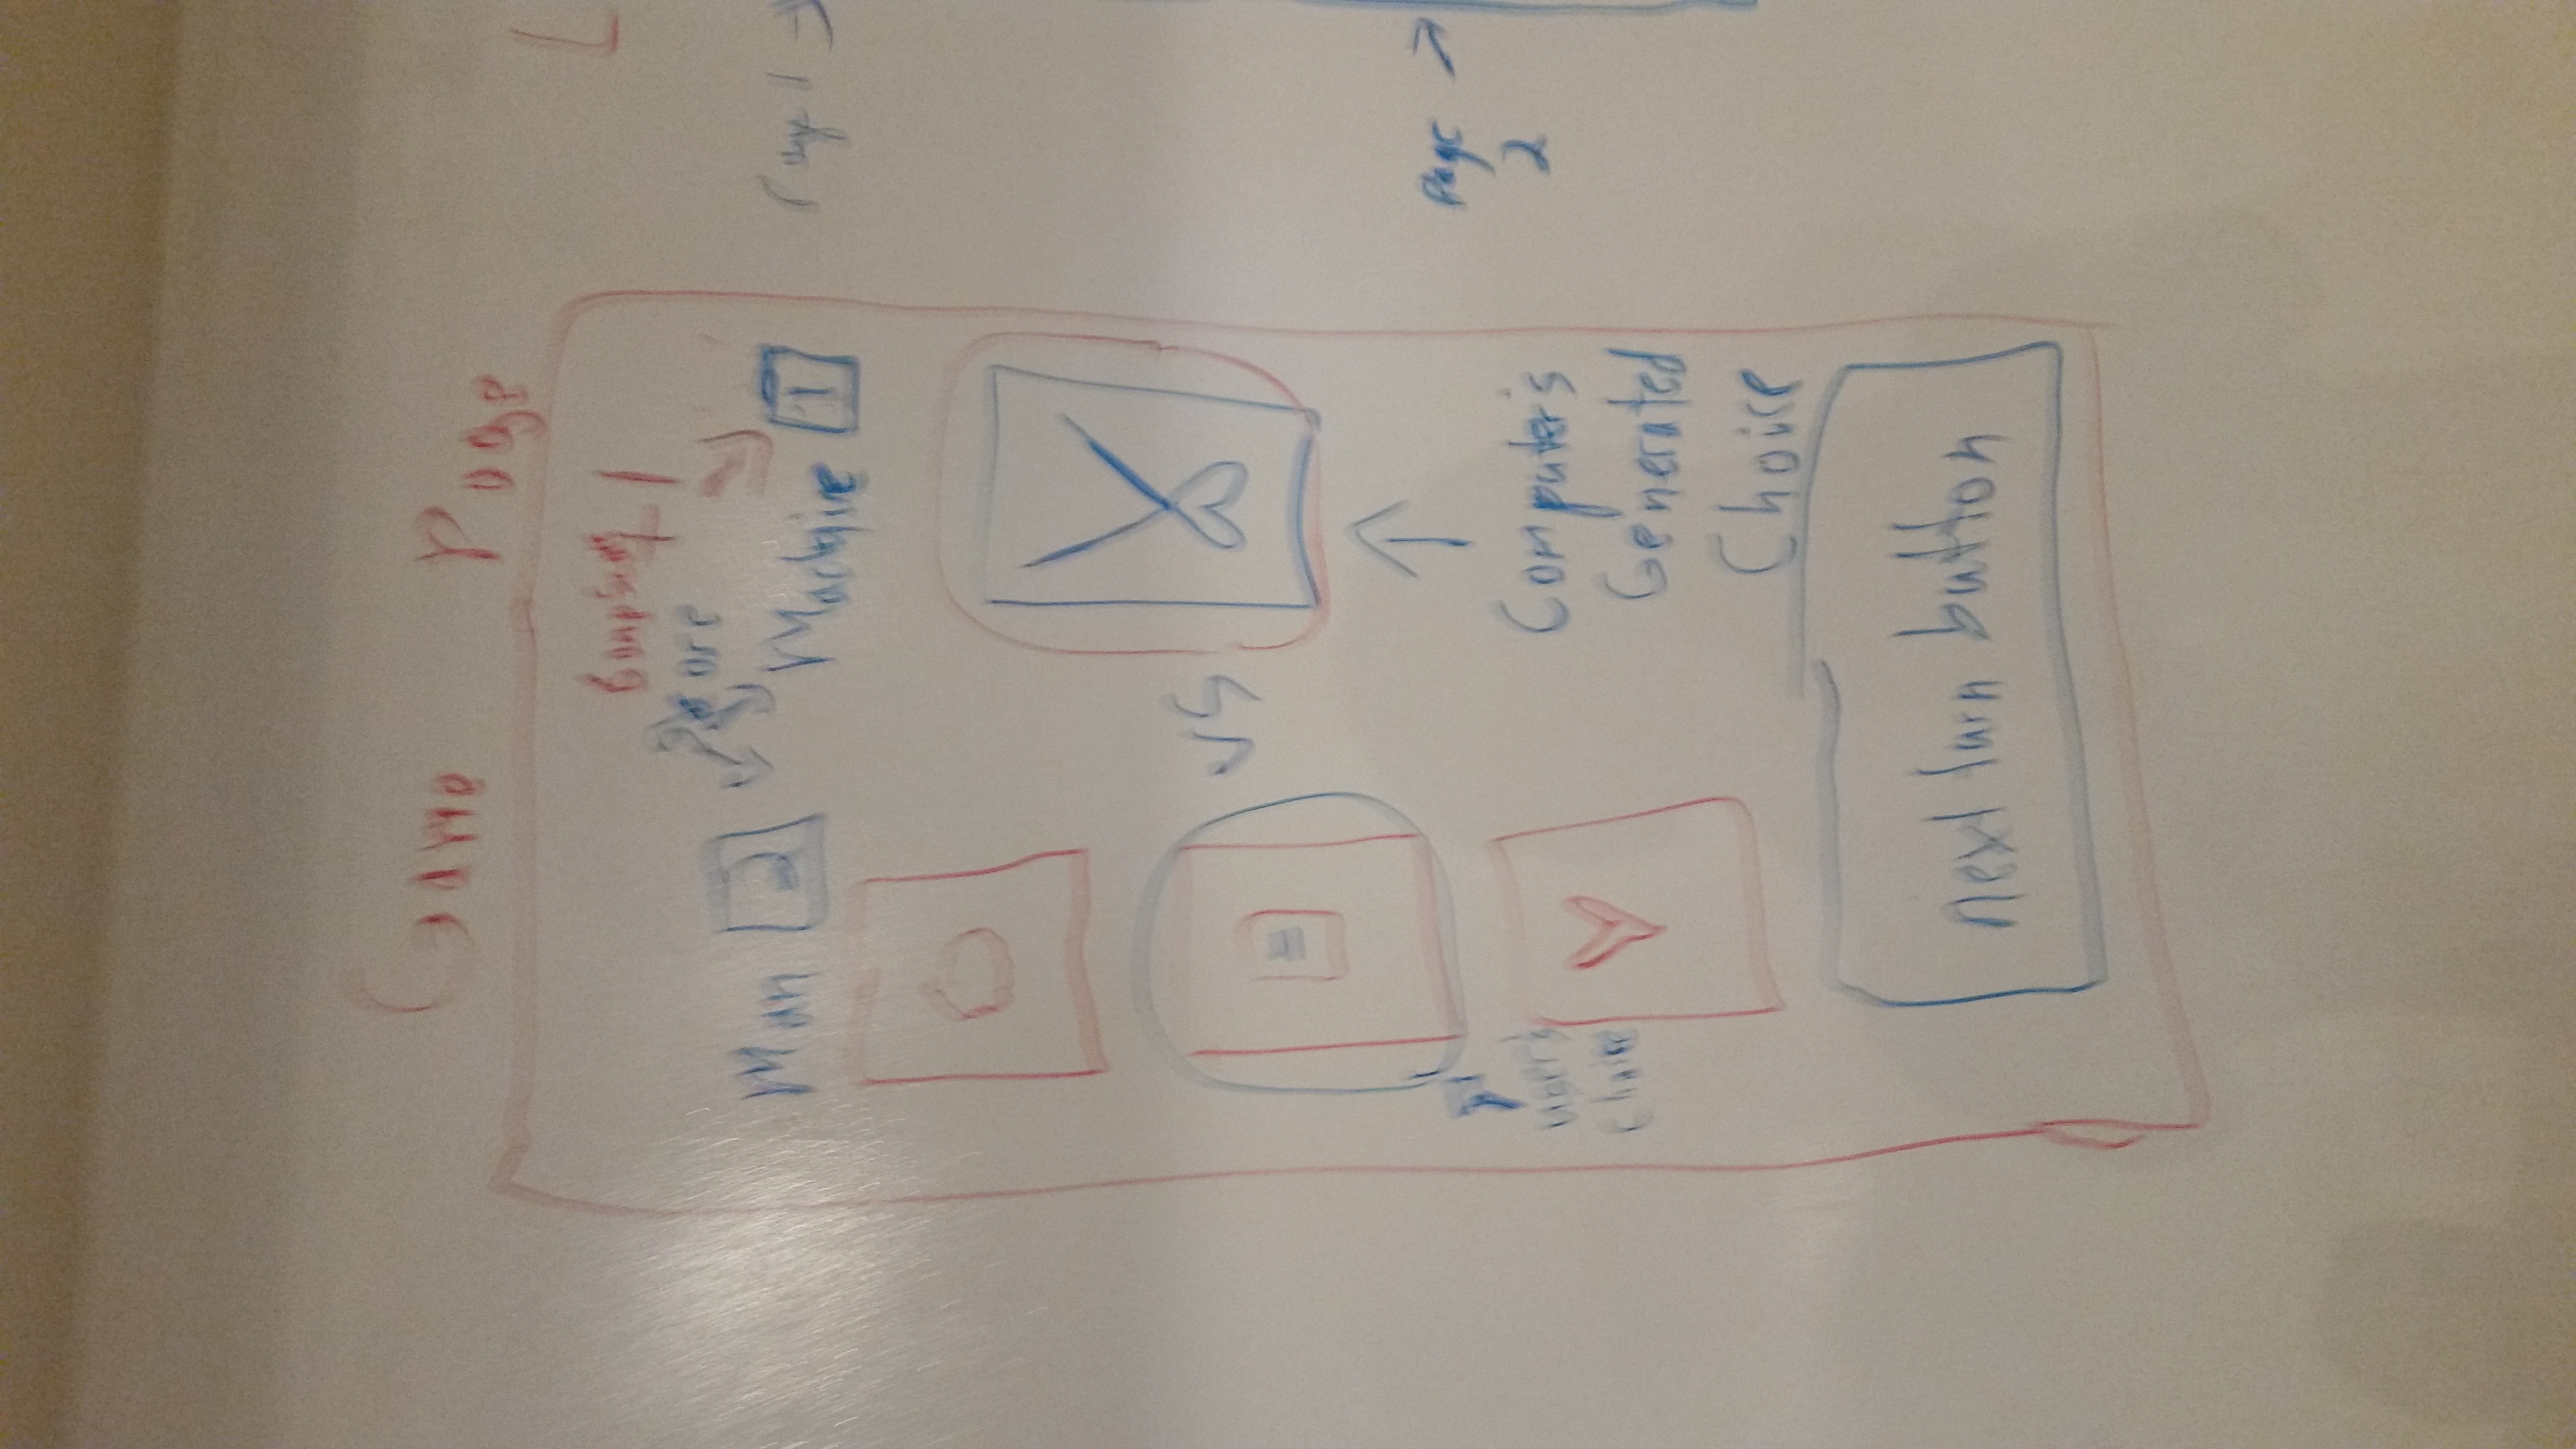 Game Page
+1
Score
Man 2
Machine 1
Page 1
VS
Page
2
User's
Choice
Computer's
Generated
Choice
next turn button